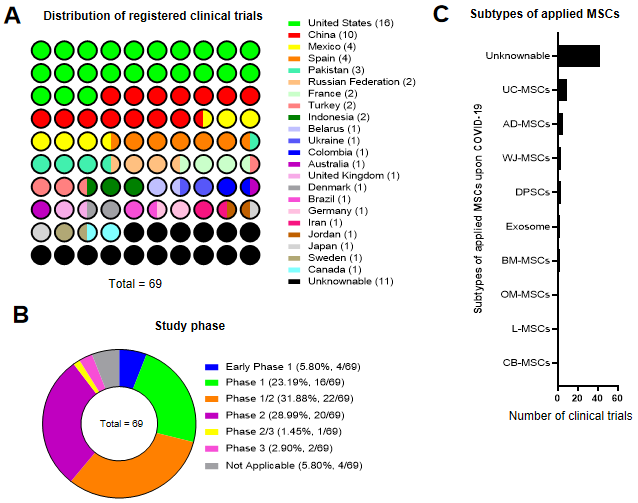 A
Distribution of registered clinical trials
United States (16)
China (10)
Mexico (4)
Spain (4)
Pakistan (3)
Russian Federation (2)
France (2)
Turkey (2)
Indonesia (2)
Belarus (1)
Ukraine (1)
Colombia (1)
Australia (1)
United Kingdom (1)
Denmark (1)
Brazil (1)
Germany (1)
Iran (1)
Jordan (1)
Japan (1)
Sweden (1)
Canada (1)
Unknownable (11)
Total = 69
B
Study phase
Total = 69
Early Phase 1 (5.80%, 4/69)
Phase 1 (23.19%, 16/69)
Phase 1/2 (31.88%, 22/69)
Phase 2 (28.99%, 20/69)
Phase 2/3 (1.45%, 1/69)
Phase 3 (2.90%, 2/69)
Not Applicable (5.80%, 4/69)
C
Subtypes of applied MSCs
Subtypes of applied MSCs upon COVID-19
Unknownable
UC-MSCs
AD-MSCs
WJ-MSCs
DPSCs
Exosome
BM-MSCs
OM-MSCs
L-MSCs
CB-MSCs
0 20 40 60
Number of clinical trials